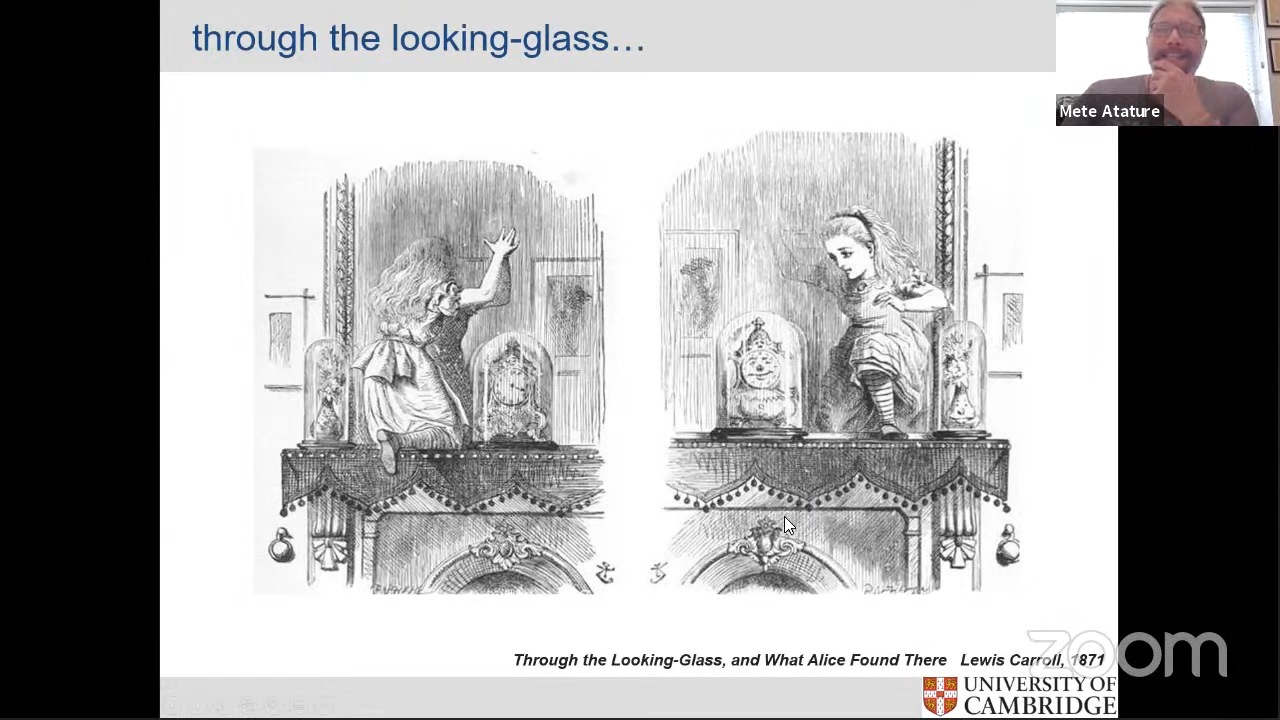 through the looking-glass…
Mete Atature
Through the Looking-Glass, and What Alice Found There Lewis Carroll, 1871
zoom
UNIVERSITY OF
CAMBRIDGE